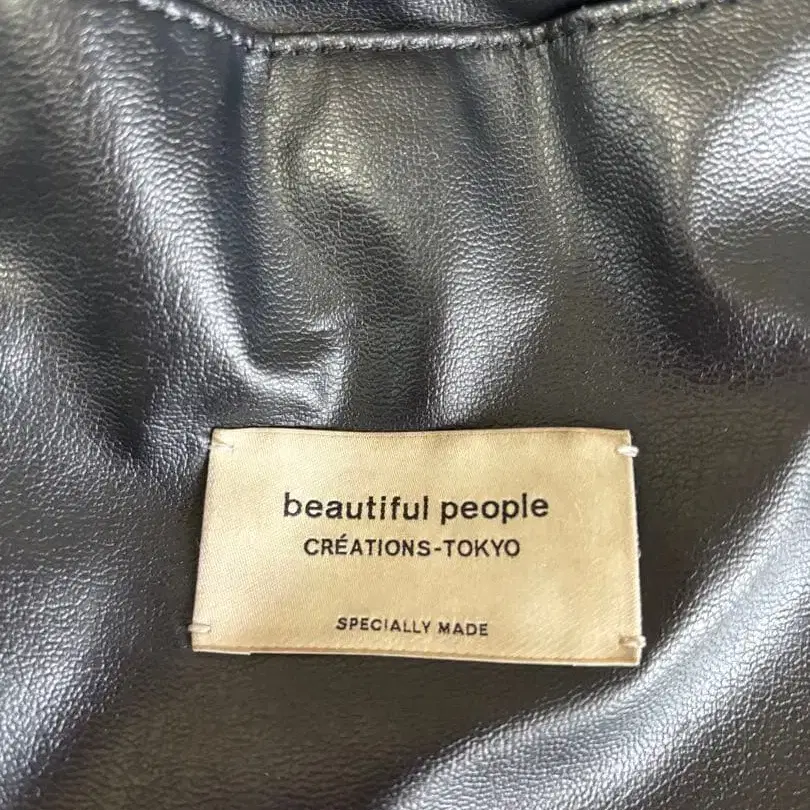 beautiful people
CRÉATIONS-TOKYO
SPECIALLY MADE